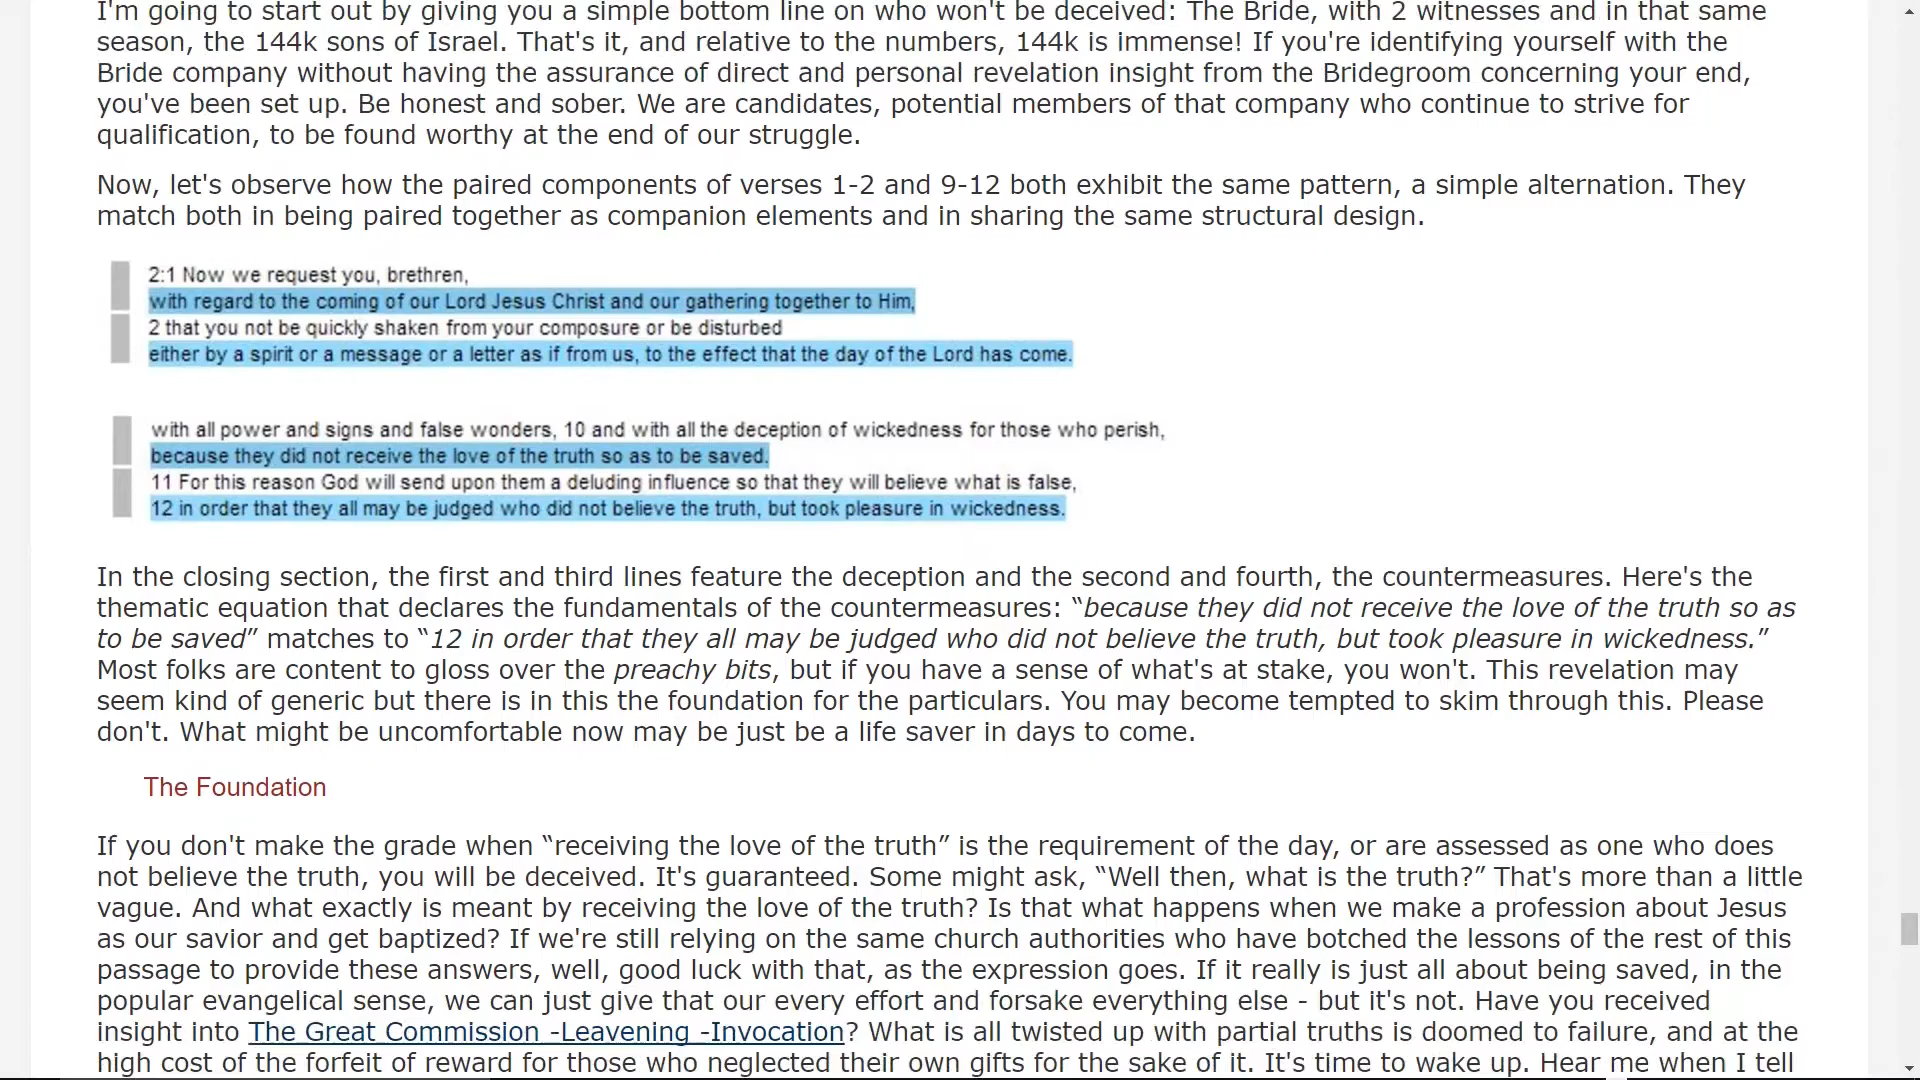 I'm going to start out by giving you a simple bottom line on who won't be deceived: The Bride, with 2 witnesses and in that same
season, the 144k sons of Israel. That's it, and relative to the numbers, 144k is immense! If you're identifying yourself with the
Bride company without having the assurance of direct and personal revelation insight from the Bridegroom concerning your end,
you've been set up. Be honest and sober. We are candidates, potential members of that company who continue to strive for
qualification, to be found worthy at the end of our struggle.
Now, let's observe how the paired components of verses 1-2 and 9-12 both exhibit the same pattern, a simple alternation. They
match both in being paired together as companion elements and in sharing the same structural design.
2:1 Now we request you, brethren,
with regard to the coming of our Lord Jesus Christ and our gathering together to Him,
2 that you not be quickly shaken from your composure or be disturbed
either by a spirit or a message or a letter as if from us, to the effect that the day of the Lord has come.
with all power and signs and false wonders, 10 and with all the deception of wickedness for those who perish,
because they did not receive the love of the truth so as to be saved.
11 For this reason God will send upon them a deluding influence so that they will believe what is false,
12 in order that they all may be judged who did not believe the truth, but took pleasure in wickedness.
In the closing section, the first and third lines feature the deception and the second and fourth, the countermeasures. Here's the
thematic equation that declares the fundamentals of the countermeasures: “because they did not receive the love of the truth so as
to be saved” matches to “12 in order that they all may be judged who did not believe the truth, but took pleasure in wickedness.”
Most folks are content to gloss over the preachy bits, but if you have a sense of what's at stake, you won't. This revelation may
seem kind of generic but there is in this the foundation for the particulars. You may become tempted to skim through this. Please
don't. What might be uncomfortable now may be just be a life saver in days to come.
The Foundation
If you don't make the grade when “receiving the love of the truth” is the requirement of the day, or are assessed as one who does
not believe the truth, you will be deceived. It's guaranteed. Some might ask, “Well then, what is the truth?” That's more than a little
vague. And what exactly is meant by receiving the love of the truth? Is that what happens when we make a profession about Jesus
as our savior and get baptized? If we're still relying on the same church authorities who have botched the lessons of the rest of this
passage to provide these answers, well, good luck with that, as the expression goes. If it really is just all about being saved, in the
popular evangelical sense, we can just give that our every effort and forsake everything else - but it's not. Have you received
insight into The Great Commission -Leavening -Invocation? What is all twisted up with partial truths is doomed to failure, and at the
high cost of the forfeit of reward for those who neglected their own gifts for the sake of it. It's time to wake up. Hear me when I tell